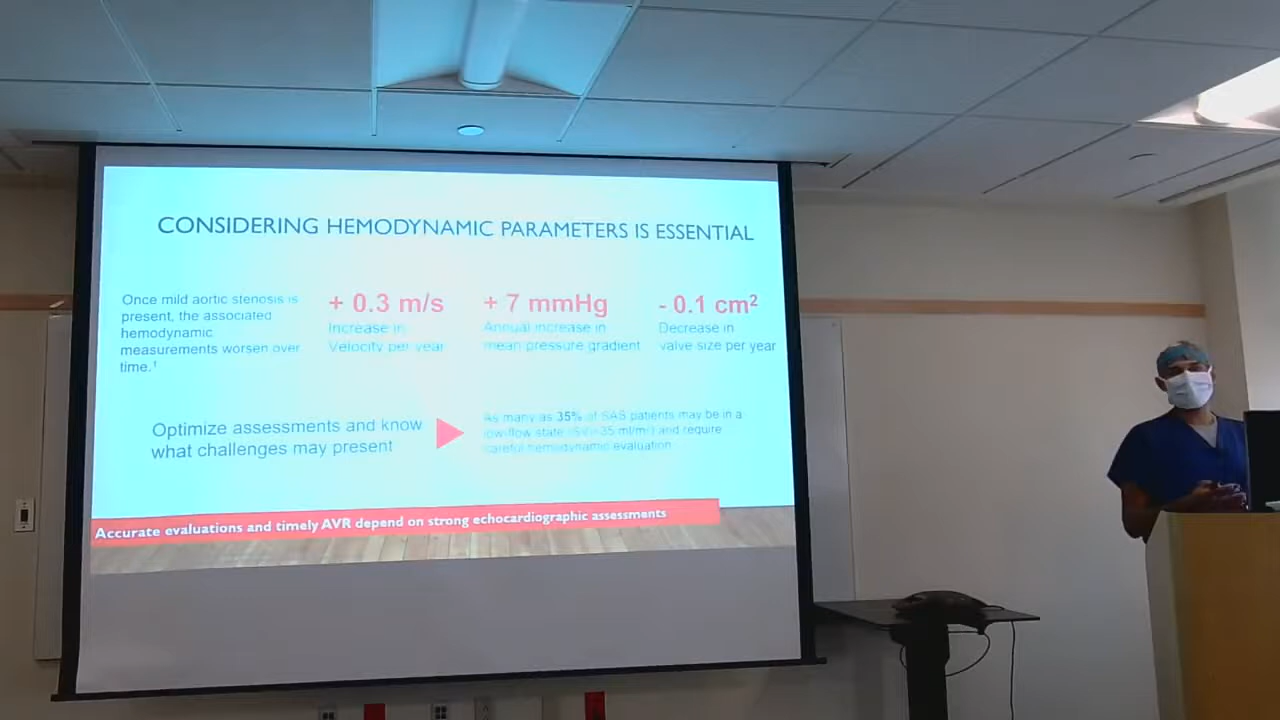 CONSIDERING HEMODYNAMIC PARAMETERS IS ESSENTIAL
Once mild aortic stenosis is
present, the associated
hemodynamic
measurements worsen over
time.¹
+ 0.3 m/s
Increase in
Velocity per year
+ 7 mmHg
Annual increase in
mean pressure gradient
- 0.1 cm²
Decrease in
valve size per year
Optimize assessments and know
what challenges may present
As many as 35% of SAS patients may be in a
low-flow state and require
careful hemodynamic evaluation
Accurate evaluations and timely AVR depend on strong echocardiographic assessments